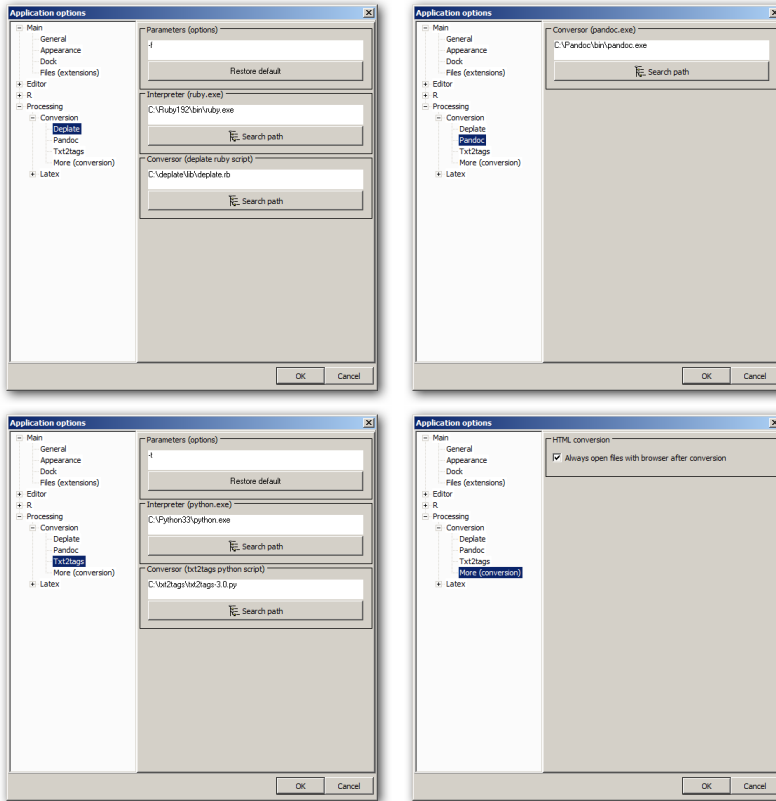 Application options
Main
General
Appearance
Dock
Files (extensions)
Editor
R
Processing
Conversion
Deplate
Pandoc
Txt2tags
More (conversion)
Latex
Parameters (options)
Restore default
Interpreter (ruby.exe)
C:\Ruby192\bin\ruby.exe
Search path
Conversor (deplate ruby script)
C:\deplate\lib\deplate.rb
Search path
OK Cancel
Application options
Main
General
Appearance
Dock
Files (extensions)
Editor
R
Processing
Conversion
Deplate
Pandoc
Txt2tags
More (conversion)
Latex
Conversor (pandoc.exe)
C:\Pandoc\bin\pandoc.exe
Search path
OK Cancel
Application options
Main
General
Appearance
Dock
Files (extensions)
Editor
R
Processing
Conversion
Deplate
Pandoc
Txt2tags
More (conversion)
Latex
Parameters (options)
Restore default
Interpreter (python.exe)
C:\Python33\python.exe
Search path
Conversor (txt2tags python script)
C:\txt2tags\txt2tags-3.0.py
Search path
OK Cancel
Application options
Main
General
Appearance
Dock
Files (extensions)
Editor
R
Processing
Conversion
Deplate
Pandoc
Txt2tags
More (conversion)
Latex
HTML conversion
Always open files with browser after conversion
OK Cancel